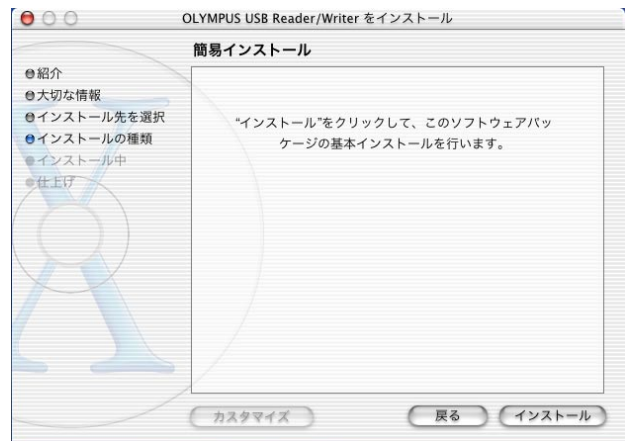 OLYMPUS USB Reader/Writer をインストール
簡易インストール
紹介
大切な情報
インストール先を選択
インストールの種類
インストール中
仕上げ
“インストール”をクリックして、このソフトウェアパッ
ケージの基本インストールを行います。
カスタマイズ
戻る
インストール